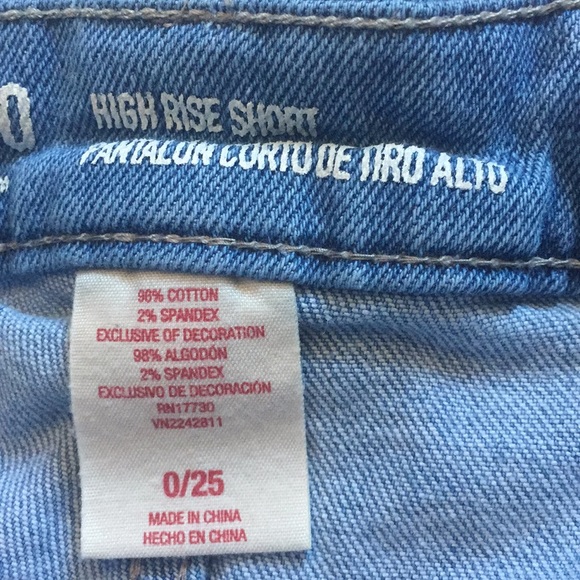 0
HIGH RISE SHORT
PANTALON CORTO DE TIRO ALTO
98% COTTON
2% SPANDEX
EXCLUSIVE OF DECORATION
98% ALGODÓN
2% SPANDEX
EXCLUSIVO DE DECORACIÓN
RN17730
VN2242811
0/25
MADE IN CHINA
HECHO EN CHINA